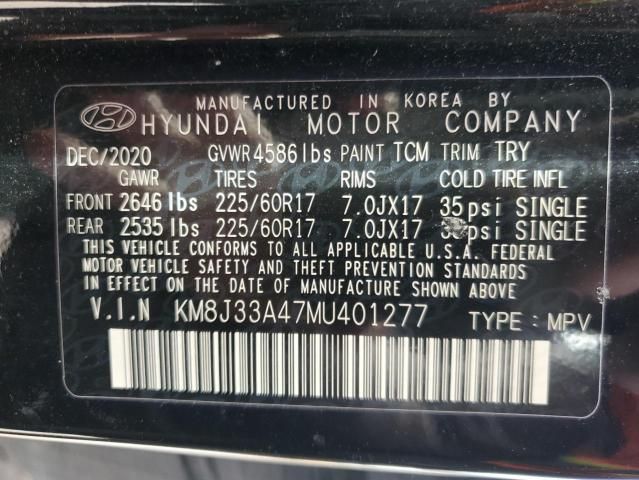 MANUFACTURED IN KOREA BY
HYUNDAI MOTOR COMPANY
DEC/2020 GVWR 4586lbs PAINT TCM TRIM TRY
GAWR TIRES RIMS COLD TIRE INFL
FRONT 2646 lbs 225/60R17 7.0JX17 35psi SINGLE
REAR 2535 lbs 225/60R17 7.0JX17 psi SINGLE
THIS VEHICLE CONFORMS TO ALL APPLICABLE U.S.A. FEDERAL
MOTOR VEHICLE SAFETY AND THEFT PREVENTION STANDARDS
IN EFFECT ON THE DATE OF MANUFACTURE SHOWN ABOVE
V.I.N KM8J33A47MU401277 TYPE : MPV